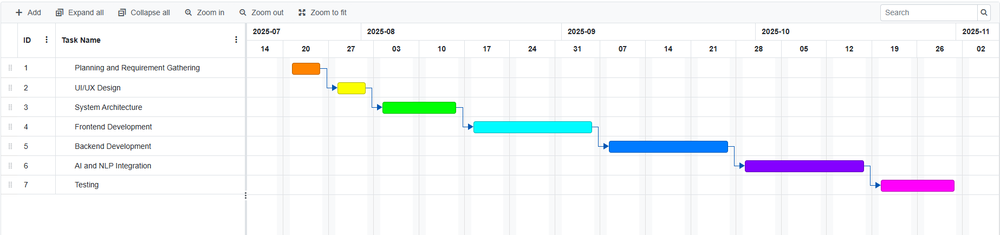 Add Expand all Collapse all Zoom in Zoom out Zoom to fit Search
ID Task Name 2025-07 2025-08 2025-09 2025-10 2025-11
14 20 27 03 10 17 24 31 07 14 21 28 05 12 19 26 02
1 Planning and Requirement Gathering
2 UI/UX Design
3 System Architecture
4 Frontend Development
5 Backend Development
6 AI and NLP Integration
7 Testing